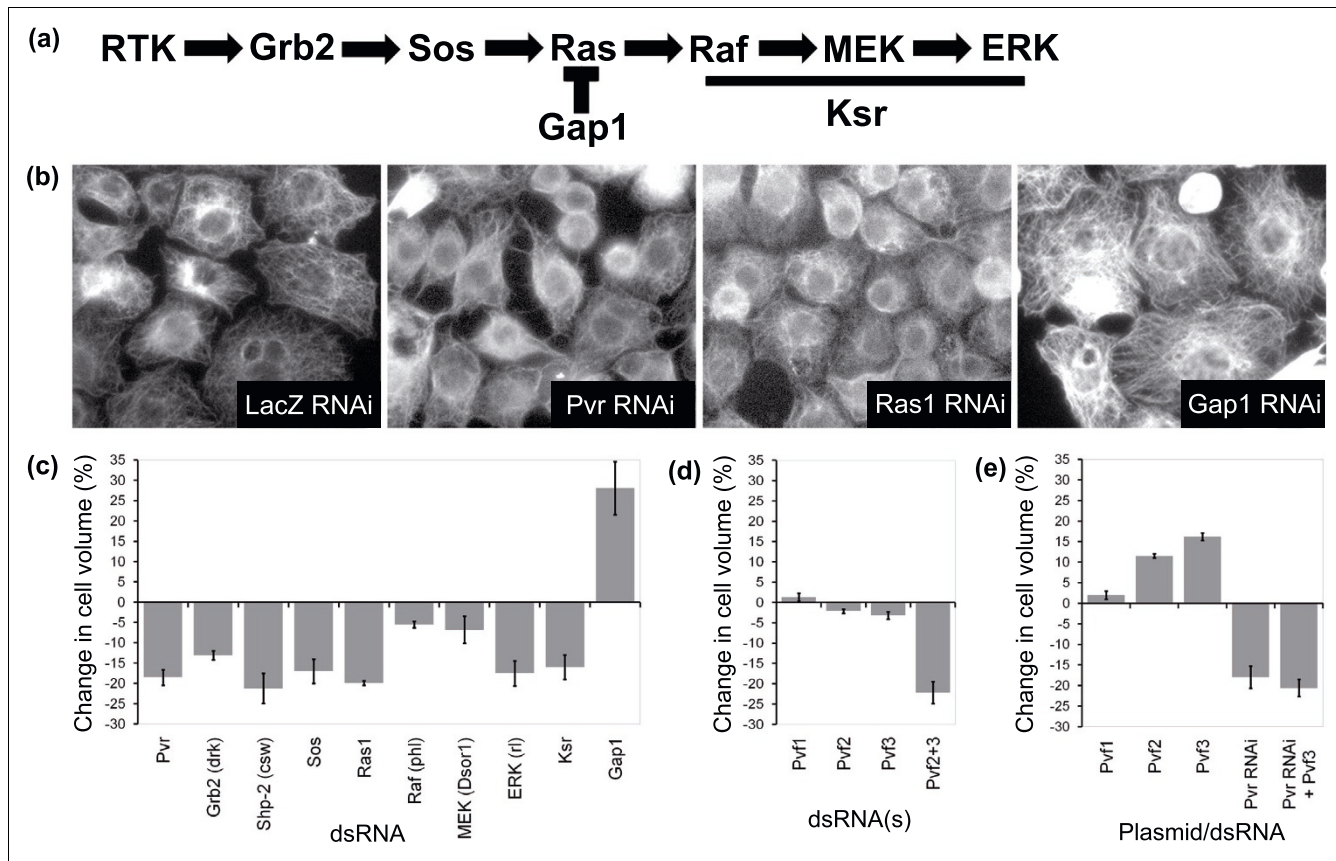 (a)
RTK Grb2 Sos Ras Raf MEK ERK
Gap1
Ksr
(b)
LacZ RNAi
Pvr RNAi
Ras1 RNAi
Gap1 RNAi
(c)
Change in cell volume (%)
35
30
25
20
15
10
5
0
-5
-10
-15
-20
-25
-30
Pvr
Grb2 (drk)
Shp-2 (csw)
Sos
Ras1
Raf (phl)
MEK (Dsor1)
ERK (rl)
Ksr
Gap1
dsRNA
(d)
Change in cell volume (%)
35
30
25
20
15
10
5
0
-5
-10
-15
-20
-25
-30
Pvf1
Pvf2
Pvf3
Pvf2+3
dsRNA(s)
(e)
Change in cell volume (%)
35
30
25
20
15
10
5
0
-5
-10
-15
-20
-25
-30
Pvf1
Pvf2
Pvf3
Pvr RNAi
Pvr RNAi
+ Pvf3
Plasmid/dsRNA